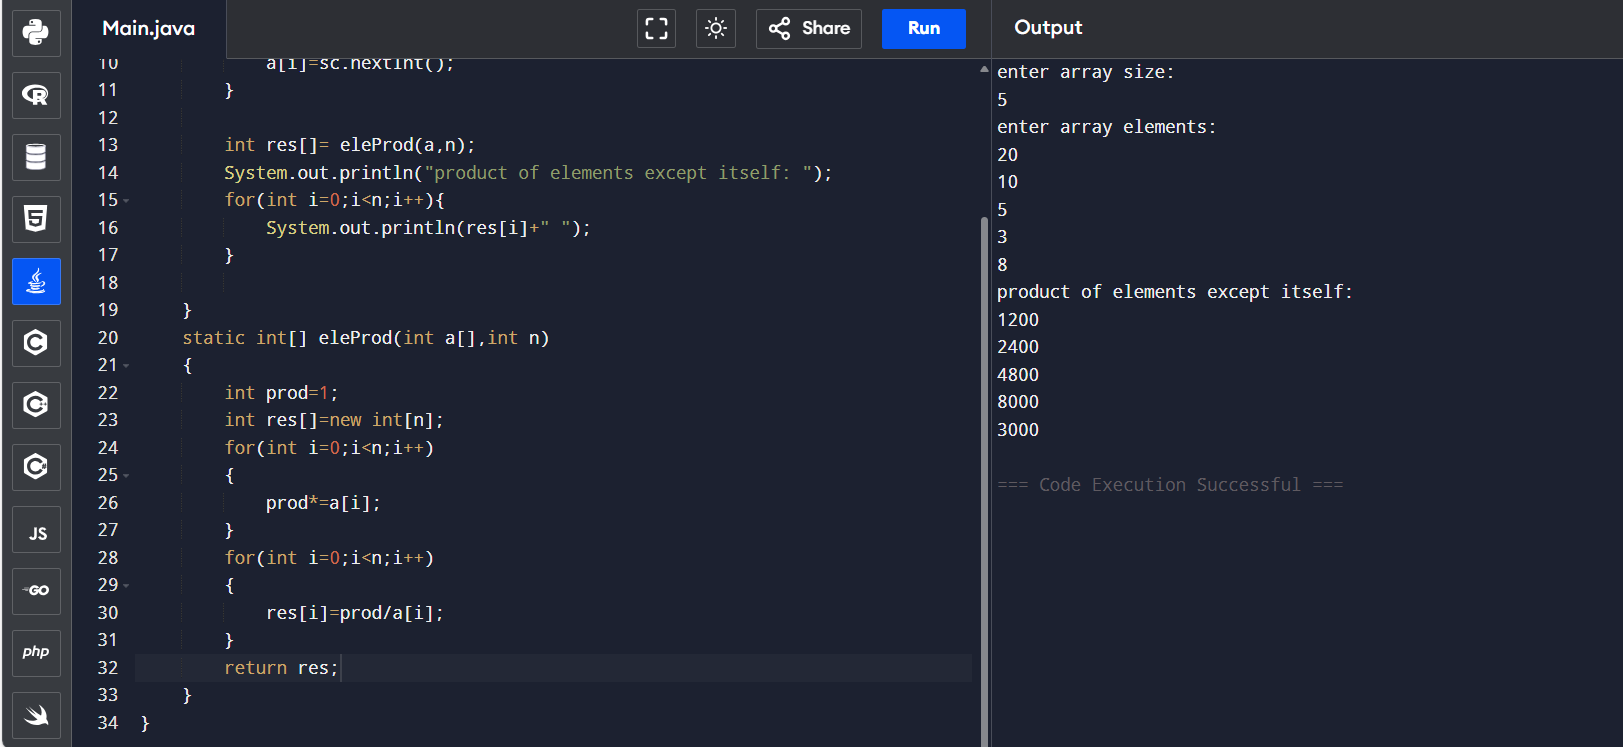 Main.java
Share
Run
Output
R
5
C
C
C
JS
GO
php
10 a[i]=sc.nextInt();
11 }
12
13 int res[]= eleProd(a,n);
14 System.out.println("product of elements except itself: ");
15 for(int i=0;i<n;i++){
16 System.out.println(res[i]+" ");
17 }
18
19 }
20 static int[] eleProd(int a[],int n)
21 {
22 int prod=1;
23 int res[]=new int[n];
24 for(int i=0;i<n;i++)
25 {
26 prod*=a[i];
27 }
28 for(int i=0;i<n;i++)
29 {
30 res[i]=prod/a[i];
31 }
32 return res;
33 }
34 }
enter array size:
5
enter array elements:
20
10
5
3
8
product of elements except itself:
1200
2400
4800
8000
3000
=== Code Execution Successful ===